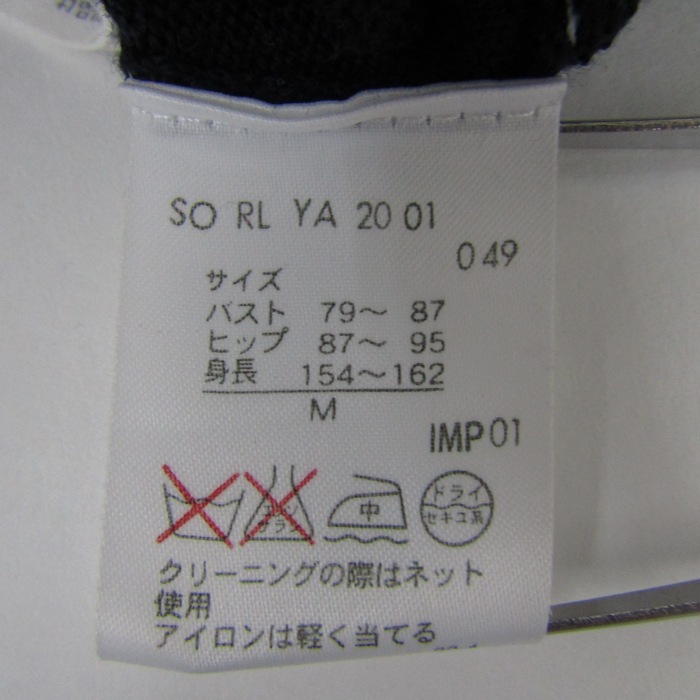 SO RL YA 20 01
049
サイズ
バスト 79〜 87
ヒップ 87〜 95
身長 154〜162
M
IMP01
中
ドライ
セキユ系
クリーニングの際はネット
使用
アイロンは軽く当てる